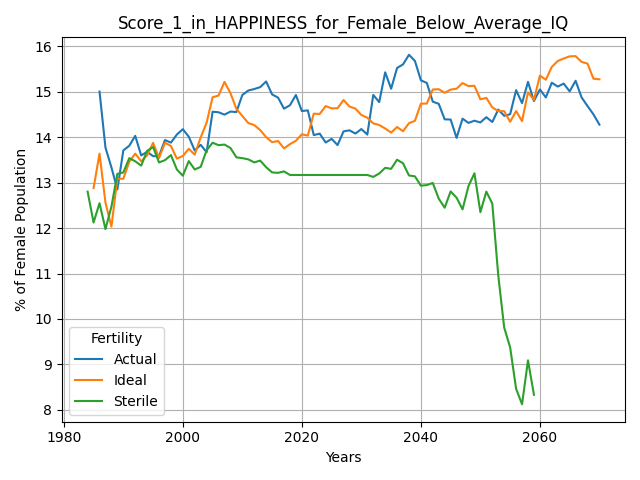 Score_1_in_HAPPINESS_for_Female_Below_Average_IQ
16
15
14
13
12
11
10
9
8
% of Female Population
Fertility
Actual
Ideal
Sterile
1980 2000 2020 2040 2060
Years